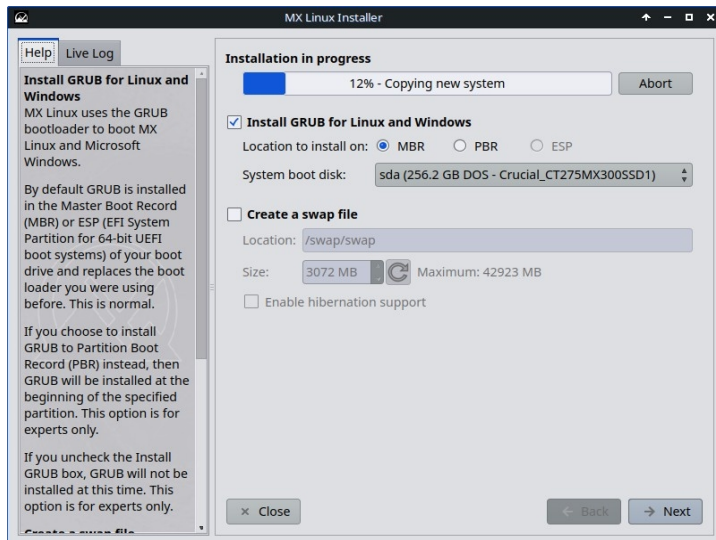 MX Linux Installer
Help
Live Log
Install GRUB for Linux and
Windows
MX Linux uses the GRUB
bootloader to boot MX
Linux and Microsoft
Windows.
By default GRUB is installed
in the Master Boot Record
(MBR) or ESP (EFI System
Partition for 64-bit UEFI
boot systems) of your boot
drive and replaces the boot
loader you were using
before. This is normal.
If you choose to install
GRUB to Partition Boot
Record (PBR) instead, then
GRUB will be installed at the
beginning of the specified
partition. This option is for
experts only.
If you uncheck the Install
GRUB box, GRUB will not be
installed at this time. This
option is for experts only.
Create a swap file
Installation in progress
12% - Copying new system
Abort
Install GRUB for Linux and Windows
Location to install on: MBR PBR ESP
System boot disk: sda (256.2 GB DOS - Crucial_CT275MX300SSD1)
Create a swap file
Location: /swap/swap
Size: 3072 MB Maximum: 42923 MB
Enable hibernation support
Close
Back
Next